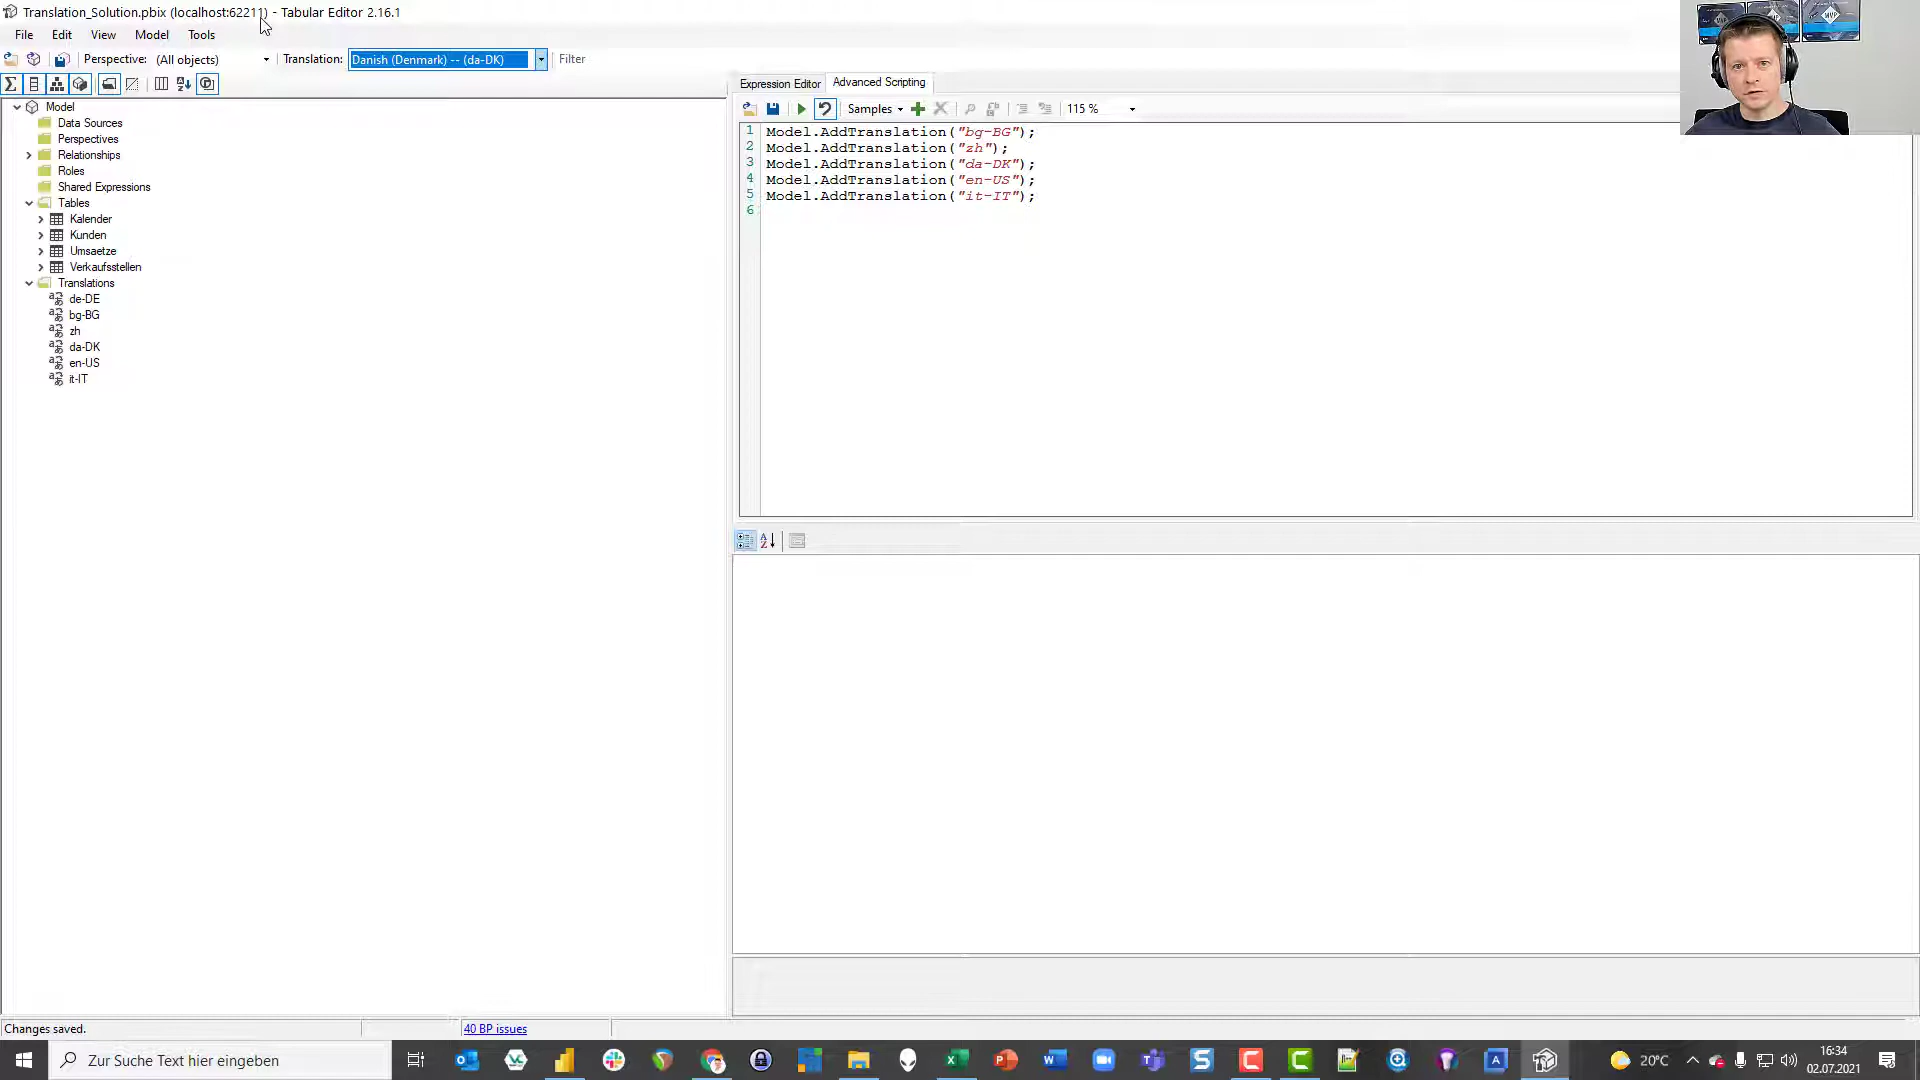 Translation_Solution.pbix (localhost:62211) - Tabular Editor 2.16.1
File Edit View Model Tools
Perspective: (All objects) Translation: Danish (Denmark) -- (da-DK) Filter
Model
Data Sources
Perspectives
Relationships
Roles
Shared Expressions
Tables
Kalender
Kunden
Umsaetze
Verkaufsstellen
Translations
de-DE
bg-BG
zh
da-DK
en-US
it-IT
Expression Editor Advanced Scripting
Samples 115 %
1 Model.AddTranslation("bg-BG");
2 Model.AddTranslation("zh");
3 Model.AddTranslation("da-DK");
4 Model.AddTranslation("en-US");
5 Model.AddTranslation("it-IT");
6
Changes saved. 40 BP issues
Zur Suche Text hier eingeben
20°C
16:34
02.07.2021